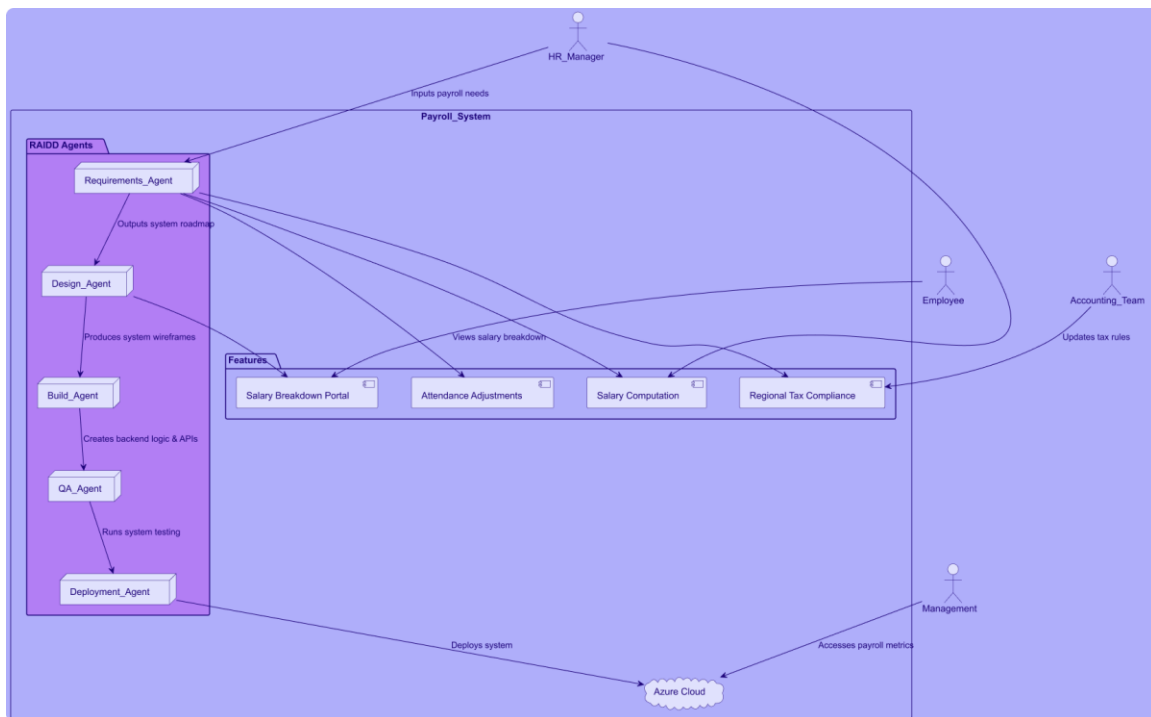 HR_Manager
Inputs payroll needs
Payroll_System
RAIDD Agents
Requirements_Agent
Outputs system roadmap
Design_Agent
Employee
Accounting_Team
Produces system wireframes
Views salary breakdown
Updates tax rules
Features
Build_Agent
Salary Breakdown Portal
Attendance Adjustments
Salary Computation
Regional Tax Compliance
Creates backend logic & APIs
QA_Agent
Runs system testing
Deployment_Agent
Management
Deploys system
Accesses payroll metrics
Azure Cloud